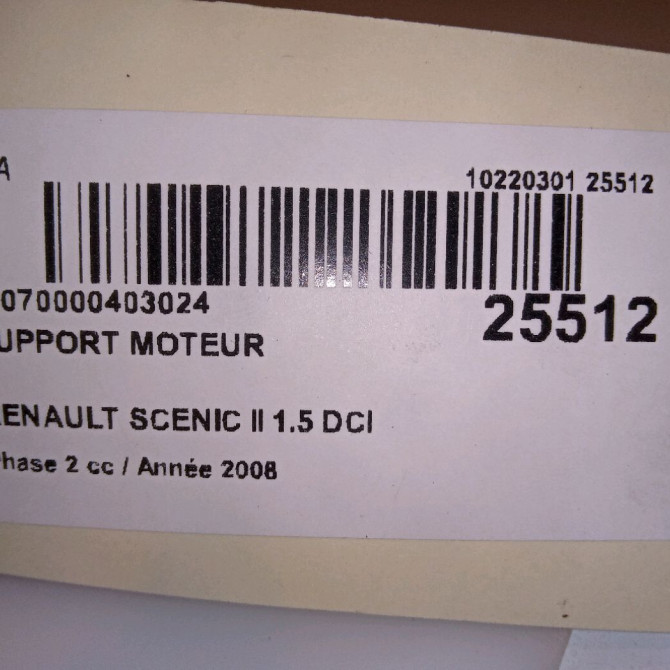 A
10220301 25512
070000403024
25512
UPPORT MOTEUR
ENAULT SCENIC II 1.5 DCI
hase 2 cc / Année 2008